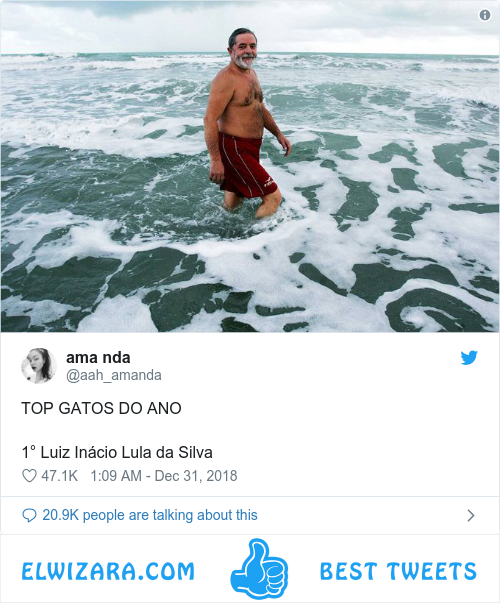 ama nda
@aah_amanda
TOP GATOS DO ANO
1° Luiz Inácio Lula da Silva
47.1K 1:09 AM - Dec 31, 2018
20.9K people are talking about this
ELWIZARA.COM BEST TWEETS